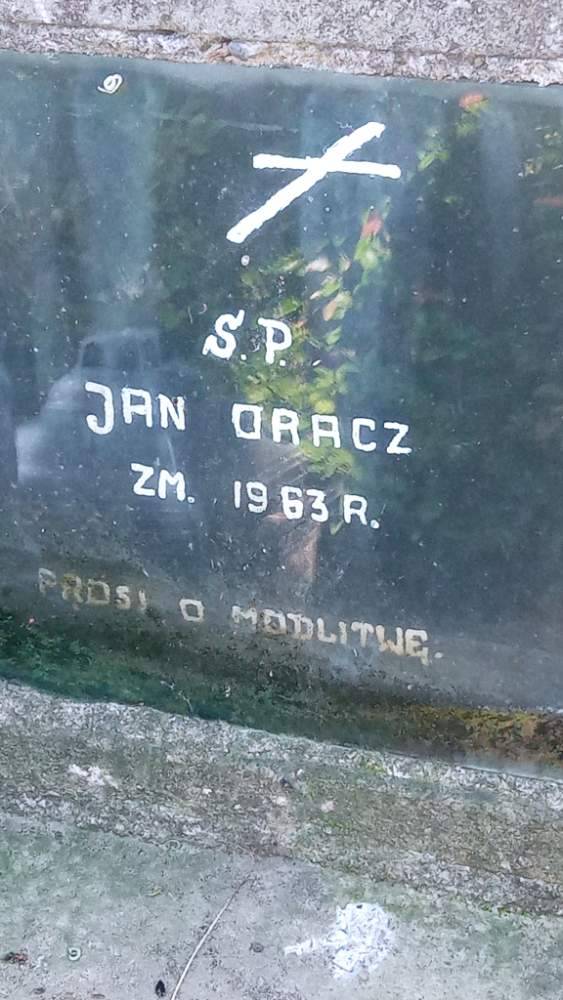 Ś.P.
JAN ORACZ
ZM. 1963 R.
PROSI O MODLITWĘ.